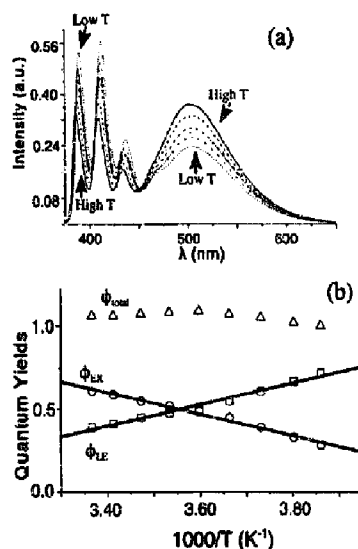 (a)
Low T
High T
High T
Low T
Intensity (a.u.)
0.56
0.40
0.24
0.08
400
500
600
λ (nm)
(b)
ϕtotal
ϕER
ϕLE
Quantum Yields
1.0
0.5
0.0
3.40
3.60
3.80
1000/T (K⁻¹)